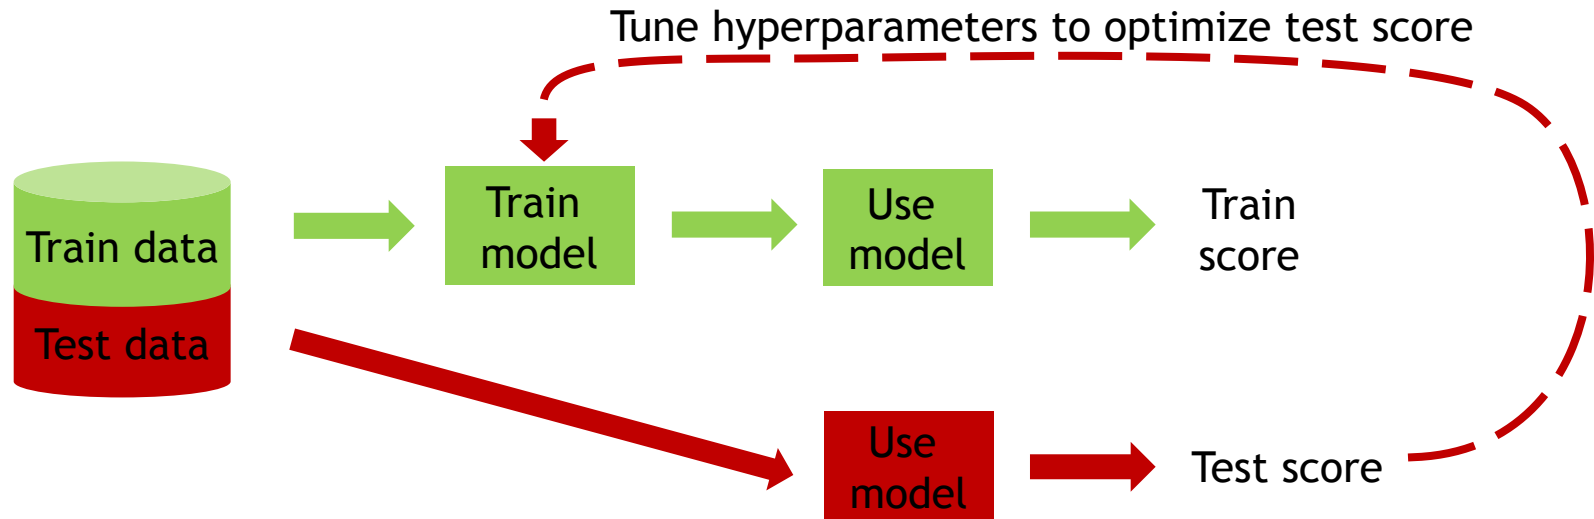 Tune hyperparameters to optimize test score
Train data
Test data
Train
model
Use
model
Train
score
Use
model
Test score